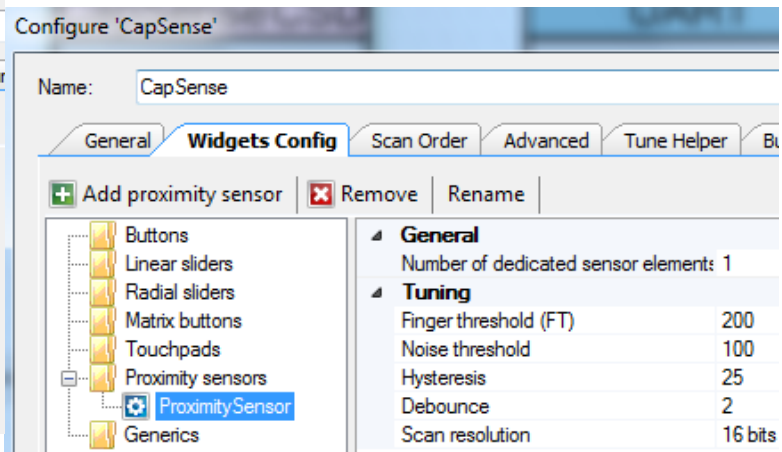 Configure 'CapSense'
Name: CapSense
General Widgets Config Scan Order Advanced Tune Helper Bu
Add proximity sensor Remove Rename
Buttons
Linear sliders
Radial sliders
Matrix buttons
Touchpads
Proximity sensors
ProximitySensor
Generics
General
Number of dedicated sensor elements 1
Tuning
Finger threshold (FT) 200
Noise threshold 100
Hysteresis 25
Debounce 2
Scan resolution 16 bits